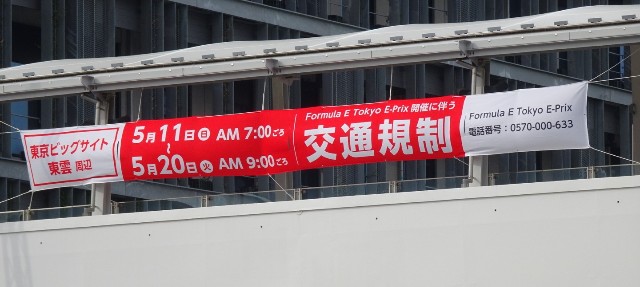 東京ビッグサイト
東雲 周辺
5月11日(日) AM 7:00ごろ
~
5月20日(火) AM 9:00ごろ
Formula E Tokyo E-Prix 開催に伴う
交通規制
Formula E Tokyo E-Prix
電話番号:0570-000-633